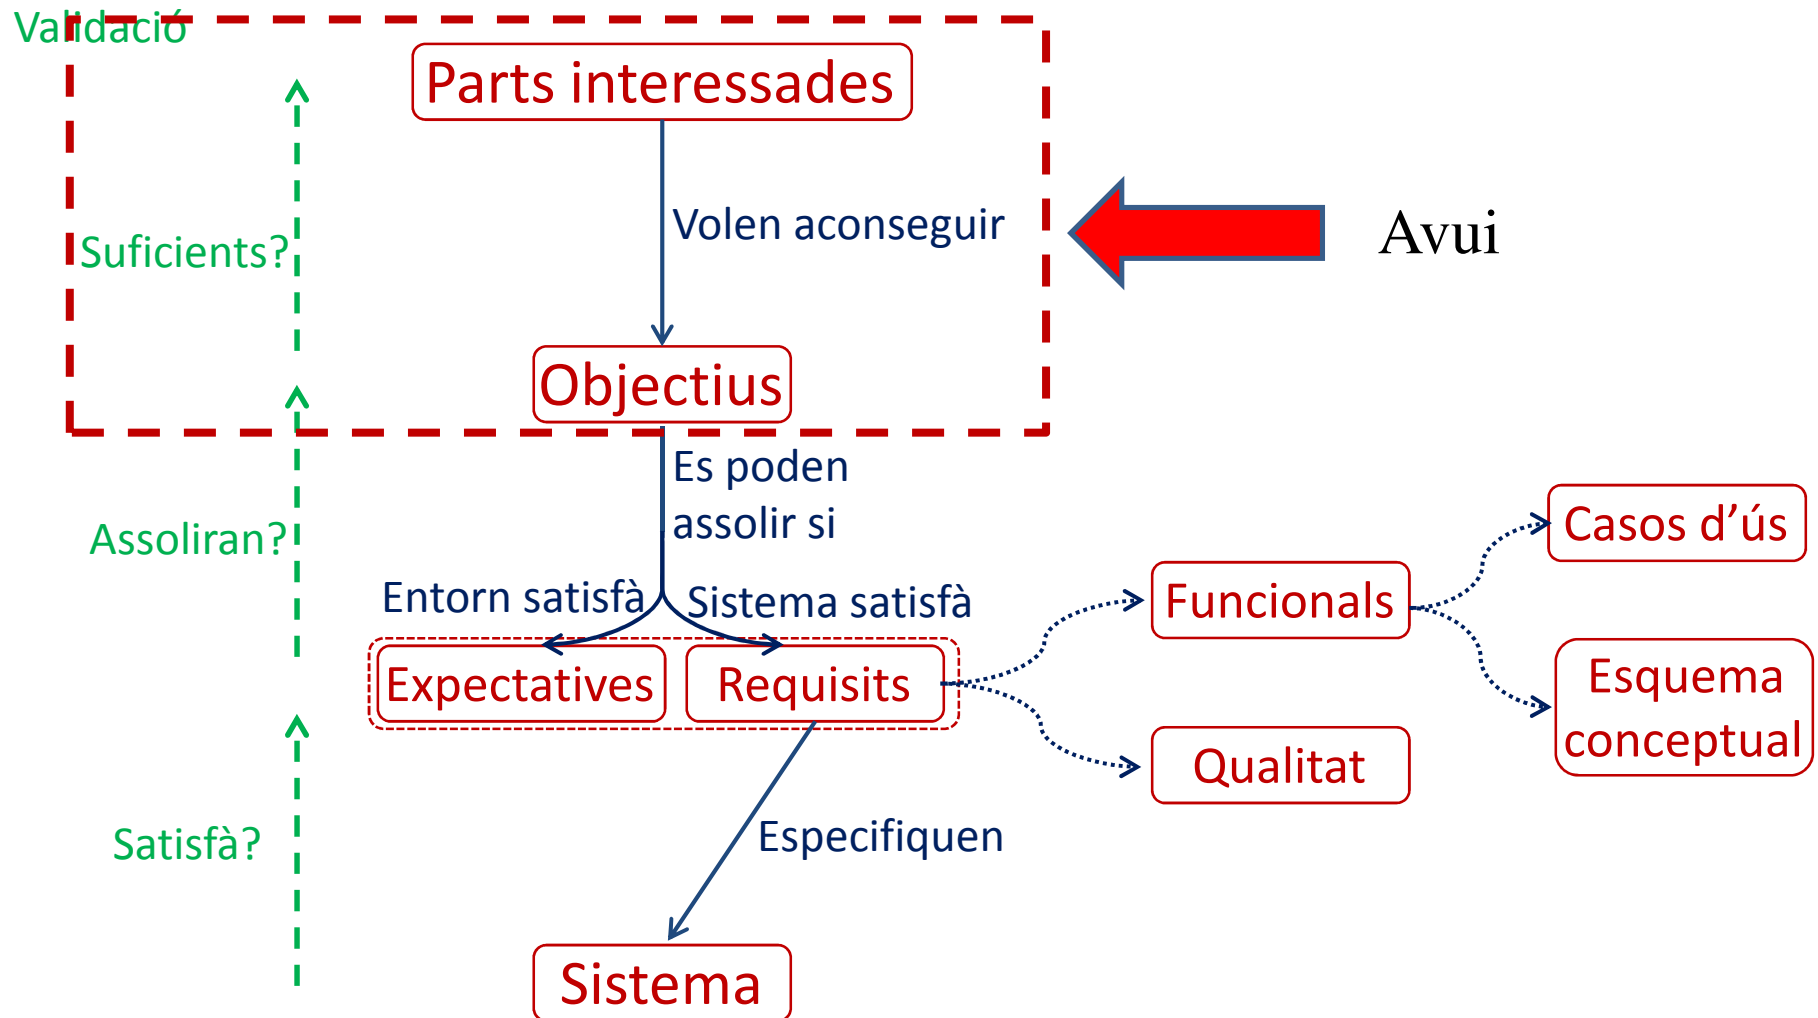 Validació
Parts interessades
Volen aconseguir
Avui
Suficients?
Objectius
Es poden
assolir si
Assoliran?
Entorn satisfà
Sistema satisfà
Expectatives
Requisits
Funcionals
Casos d’ús
Esquema
conceptual
Qualitat
Satisfà?
Especifiquen
Sistema